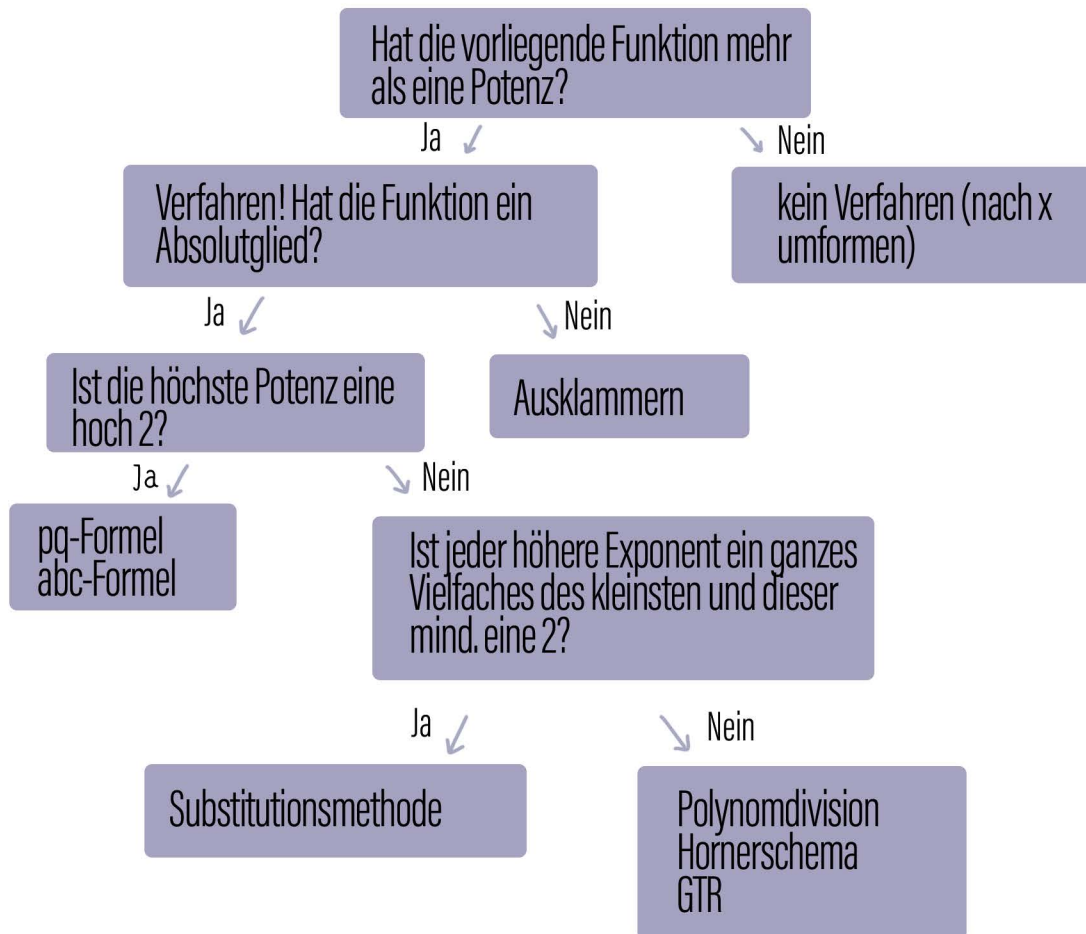 Hat die vorliegende Funktion mehr
als eine Potenz?
Ja
Nein
Verfahren! Hat die Funktion ein
Absolutglied?
kein Verfahren (nach x
umformen)
Ja
Nein
Ist die höchste Potenz eine
hoch 2?
Ausklammern
Ja
Nein
pq-Formel
abc-Formel
Ist jeder höhere Exponent ein ganzes
Vielfaches des kleinsten und dieser
mind. eine 2?
Ja
Nein
Substitutionsmethode
Polynomdivision
Hornerschema
GTR